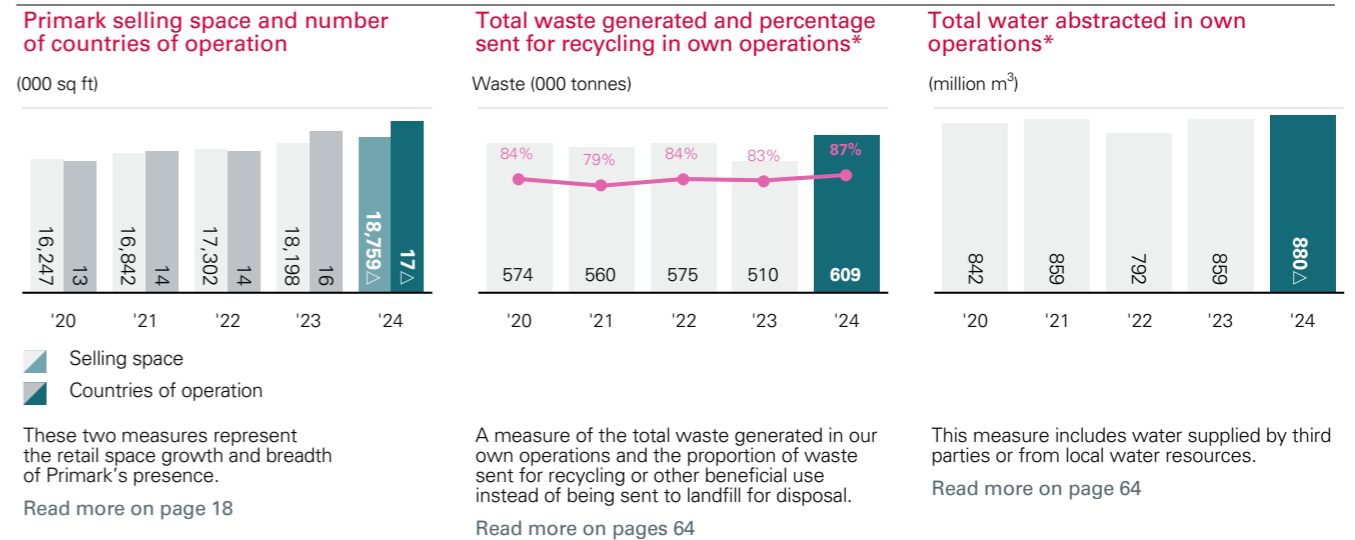 Primark selling space and number
of countries of operation
(000 sq ft)
16,247
13
16,842
14
17,302
14
18,198
16
18,759△
17△
'20
'21
'22
'23
'24
Selling space
Countries of operation
These two measures represent
the retail space growth and breadth
of Primark's presence.
Read more on page 18
Total waste generated and percentage
sent for recycling in own operations*
Waste (000 tonnes)
84%
79%
84%
83%
87%
574
560
575
510
609
'20
'21
'22
'23
'24
A measure of the total waste generated in our
own operations and the proportion of waste
sent for recycling or other beneficial use
instead of being sent to landfill for disposal.
Read more on pages 64
Total water abstracted in own
operations*
(million m³)
842
859
792
859
880△
'20
'21
'22
'23
'24
This measure includes water supplied by third
parties or from local water resources.
Read more on page 64